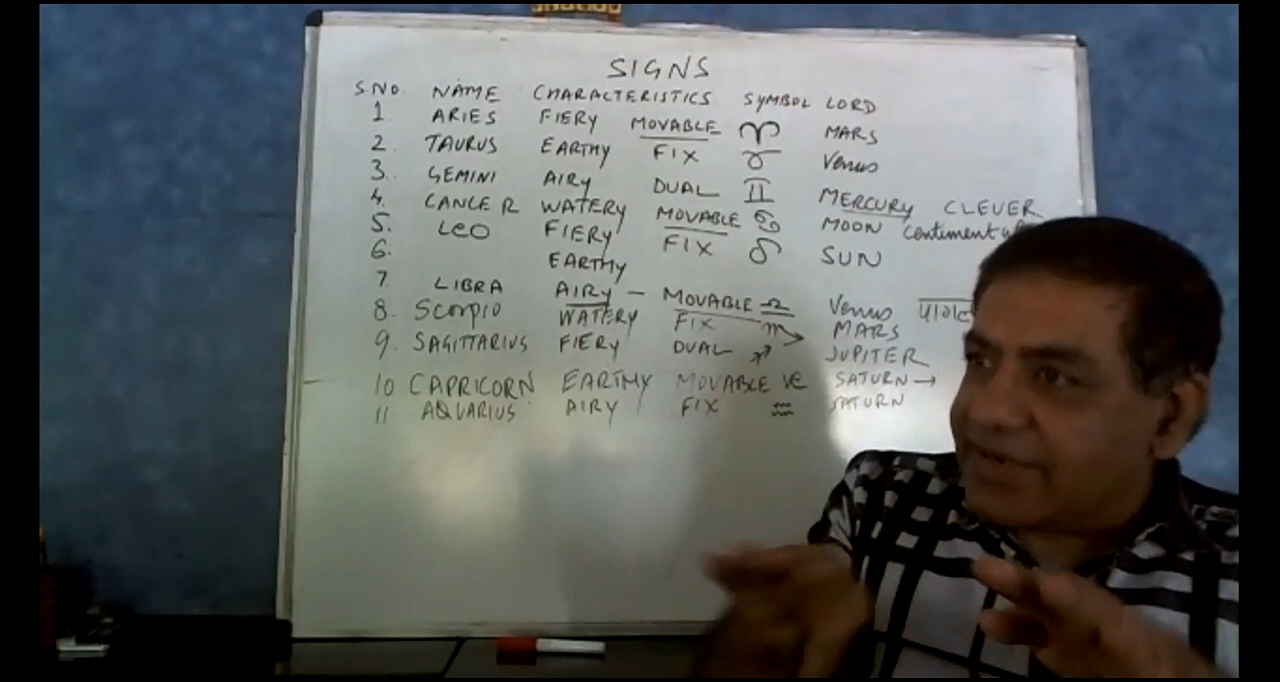 SIGNS
S.NO. NAME CHARACTERISTICS SYMBOL LORD
1. ARIES FIERY MOVABLE ♈ MARS
2. TAURUS EARTHY FIX ♉ Venus
3. GEMINI AIRY DUAL ♊ MERCURY CLEVER
4. CANCER WATERY MOVABLE ♋ MOON
5. LEO FIERY FIX ♌ SUN
6. EARTHY
7 LIBRA AIRY – MOVABLE ♎ Venus
8. Scorpio WATERY FIX ♏ MARS
9. SAGITTARIUS FIERY DUAL ♐ JUPITER
10 CAPRICORN EARTHY MOVABLE ♑ SATURN →
11 AQUARIUS AIRY FIX ♒ SATURN